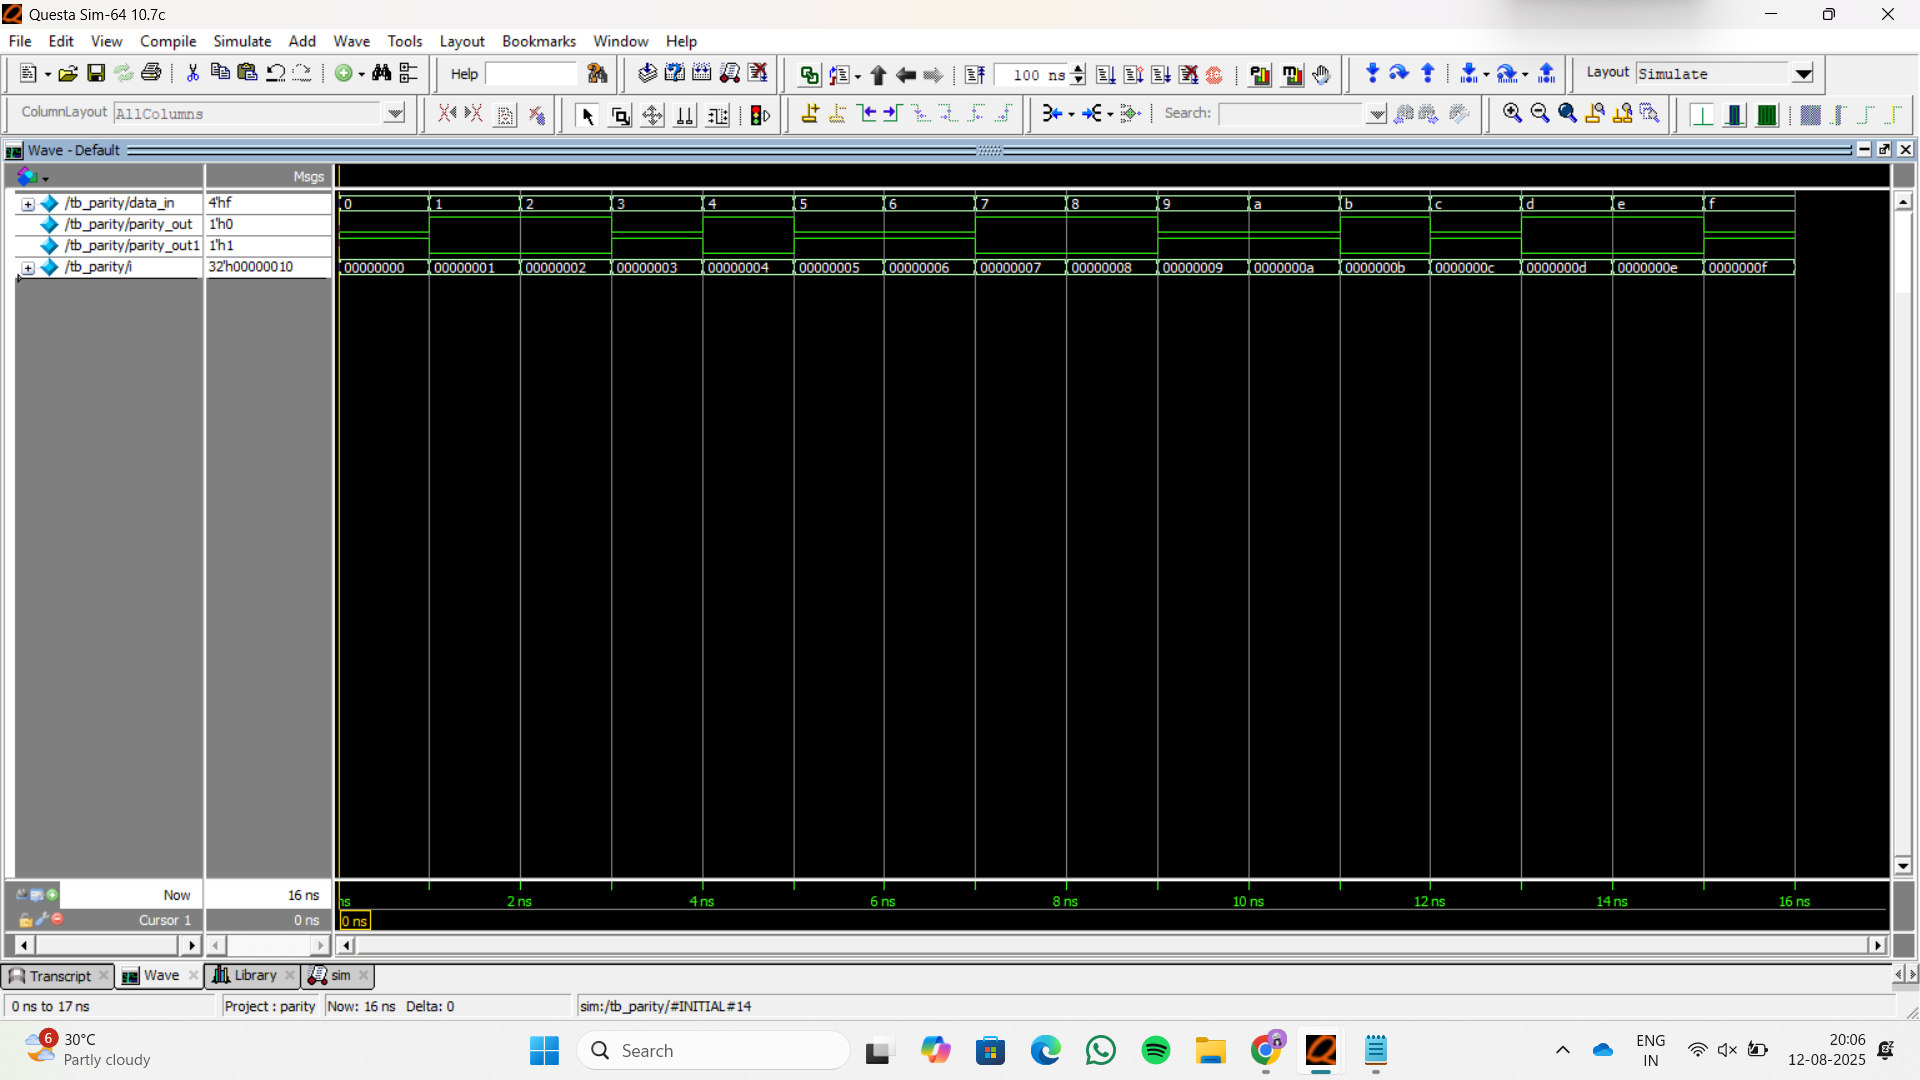 Questa Sim-64 10.7c
File Edit View Compile Simulate Add Wave Tools Layout Bookmarks Window Help
Help 100 ns Layout Simulate
ColumnLayout AllColumns Search:
Wave - Default
Msgs
/tb_parity/data_in 4'hf 0 1 2 3 4 5 6 7 8 9 a b c d e f
/tb_parity/parity_out 1'h0
/tb_parity/parity_out1 1'h1
/tb_parity/i 32'h00000010 00000000 00000001 00000002 00000003 00000004 00000005 00000006 00000007 00000008 00000009 0000000a 0000000b 0000000c 0000000d 0000000e 0000000f
Now 16 ns ns 2 ns 4 ns 6 ns 8 ns 10 ns 12 ns 14 ns 16 ns
Cursor 1 0 ns 0 ns
Transcript Wave Library sim
0 ns to 17 ns Project : parity Now: 16 ns Delta: 0 sim:/tb_parity/#INITIAL#14
6 30°C
Partly cloudy
Search
ENG
IN
20:06
12-08-2025